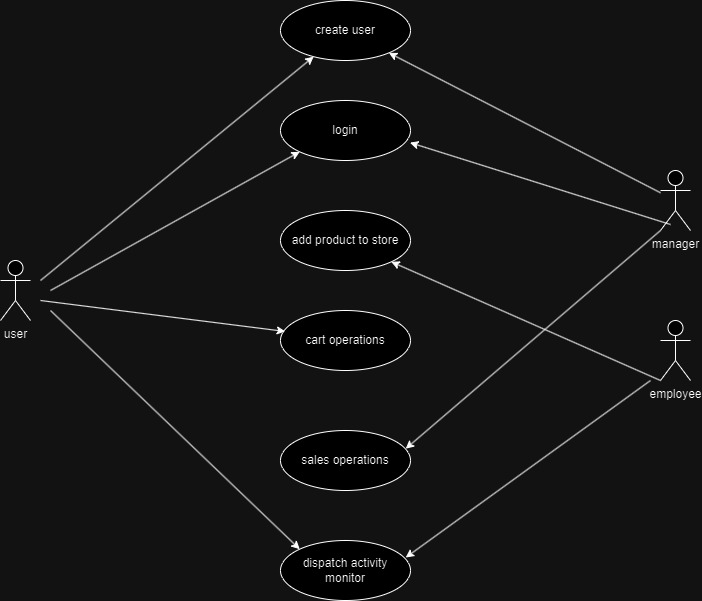 create user
login
add product to store
manager
user
cart operations
employee
sales operations
dispatch activity
monitor